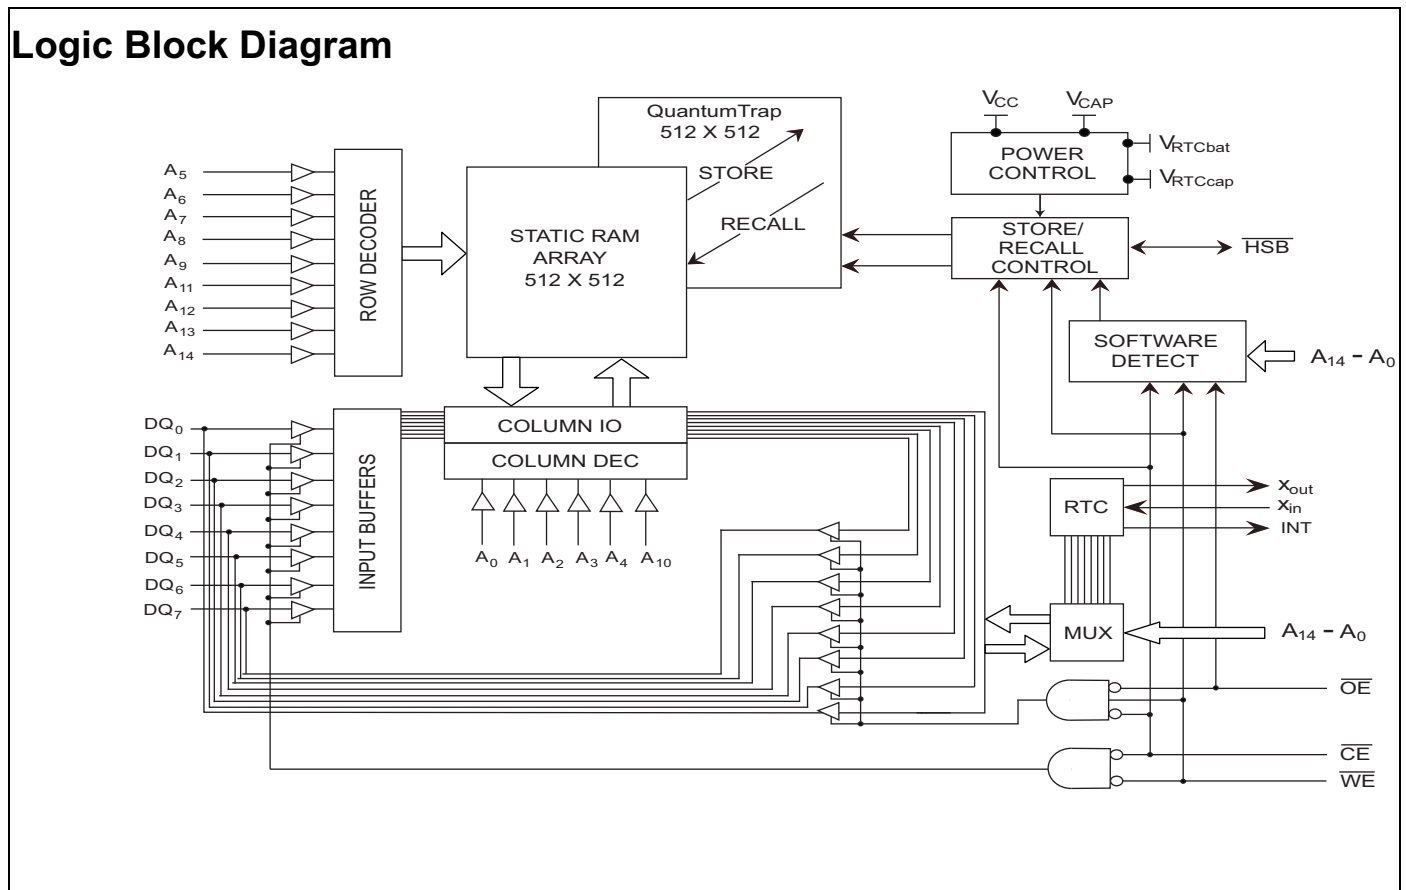 Logic Block Diagram
QuantumTrap
512 X 512
STORE
RECALL
STATIC RAM
ARRAY
512 X 512
A5
A6
A7
A8
A9
A11
A12
A13
A14
ROW DECODER
VCC
VCAP
VRTCbat
VRTCcap
POWER
CONTROL
STORE/
RECALL
CONTROL
HSB
SOFTWARE
DETECT
A14 – A0
DQ0
DQ1
DQ2
DQ3
DQ4
DQ5
DQ6
DQ7
INPUT BUFFERS
COLUMN IO
COLUMN DEC
A0 A1 A2 A3 A4 A10
RTC
xout
xin
INT
MUX
A14 – A0
OE
CE
WE